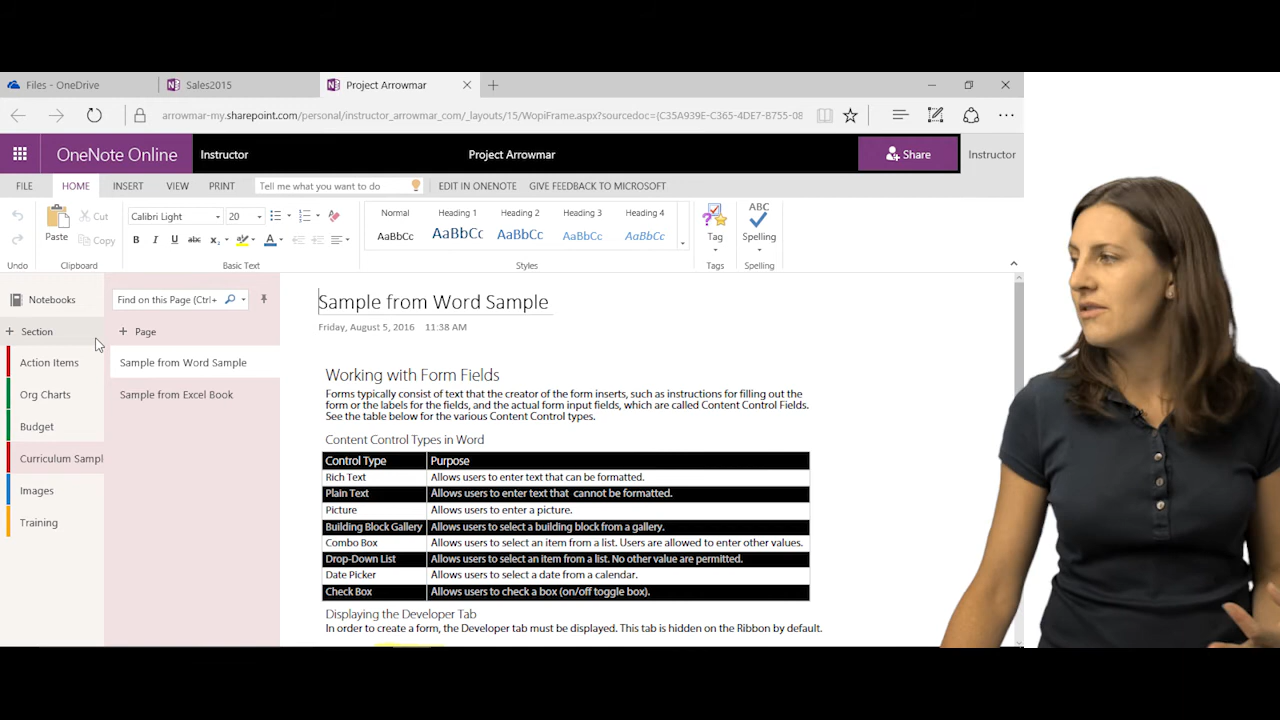 Files - OneDrive
Sales2015
Project Arrowmar
arrowmar-my.sharepoint.com/personal/instructor_arrowmar_com/_layouts/15/WopiFrame.aspx?sourcedoc={C35A939E-C365-4DE7-B755-08
OneNote Online
Instructor
Project Arrowmar
Share
Instructor
FILE
HOME
INSERT
VIEW
PRINT
Tell me what you want to do
EDIT IN ONENOTE
GIVE FEEDBACK TO MICROSOFT
Paste
Cut
Copy
Undo
Clipboard
Calibri Light
20
B I U abc x₂ A
Basic Text
Normal
AaBbCc
Heading 1
AaBbCc
Heading 2
AaBbCc
Heading 3
AaBbCc
Heading 4
AaBbCc
Styles
Tag
Tags
ABC
Spelling
Spelling
Notebooks
+ Section
Action Items
Org Charts
Budget
Curriculum Sampl
Images
Training
Find on this Page (Ctrl+
+ Page
Sample from Word Sample
Sample from Excel Book
Sample from Word Sample
Friday, August 5, 2016 11:38 AM
Working with Form Fields
Forms typically consist of text that the creator of the form inserts, such as instructions for filling out the
form or the labels for the fields, and the actual form input fields, which are called Content Control Fields.
See the table below for the various Content Control types.
Content Control Types in Word
Control Type Purpose
Rich Text Allows users to enter text that can be formatted.
Plain Text Allows users to enter text that cannot be formatted.
Picture Allows users to enter a picture.
Building Block Gallery Allows users to select a building block from a gallery.
Combo Box Allows users to select an item from a list. Users are allowed to enter other values.
Drop-Down List Allows users to select an item from a list. No other value are permitted.
Date Picker Allows users to select a date from a calendar.
Check Box Allows users to check a box (on/off toggle box).
Displaying the Developer Tab
In order to create a form, the Developer tab must be displayed. This tab is hidden on the Ribbon by default.